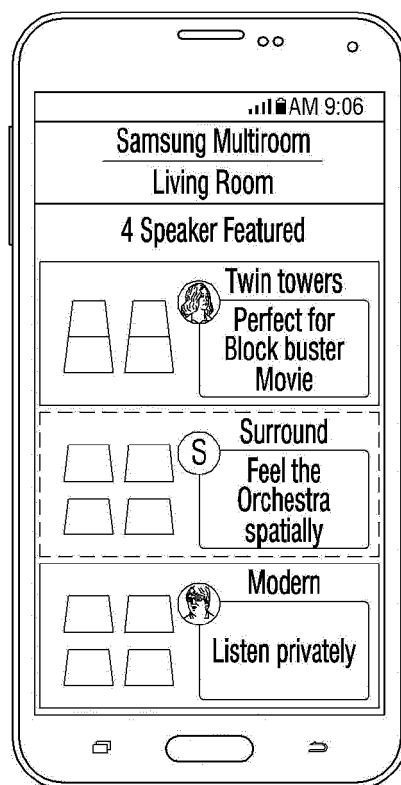 AM 9:06
Samsung Multiroom
Living Room
4 Speaker Featured
Twin towers
Perfect for
Block buster
Movie
S
Surround
Feel the
Orchestra
spatially
Modern
Listen privately